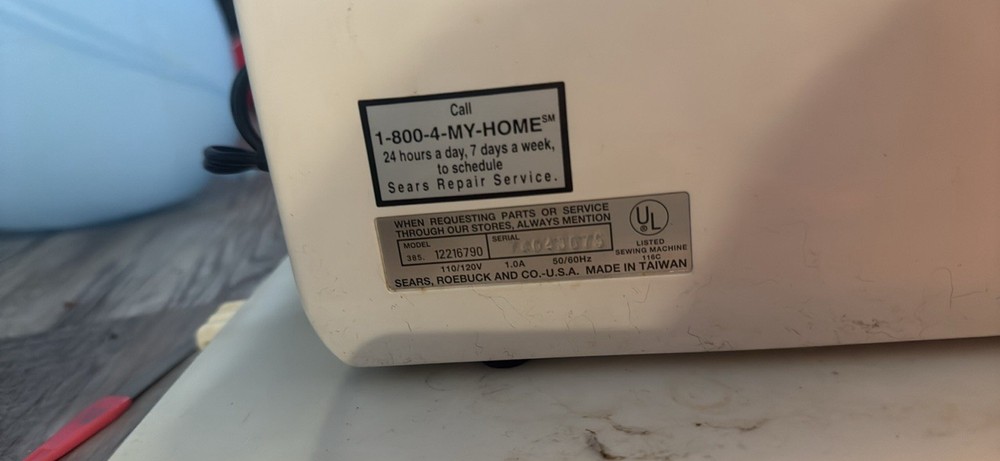 Call
1-800-4-MY-HOME℠
24 hours a day, 7 days a week,
to schedule
Sears Repair Service.
WHEN REQUESTING PARTS OR SERVICE
THROUGH OUR STORES, ALWAYS MENTION
MODEL
385. 12216790
SERIAL
110/120V 1.0A 50/60Hz
SEARS, ROEBUCK AND CO.-U.S.A. MADE IN TAIWAN
UL
®
LISTED
SEWING MACHINE
116C